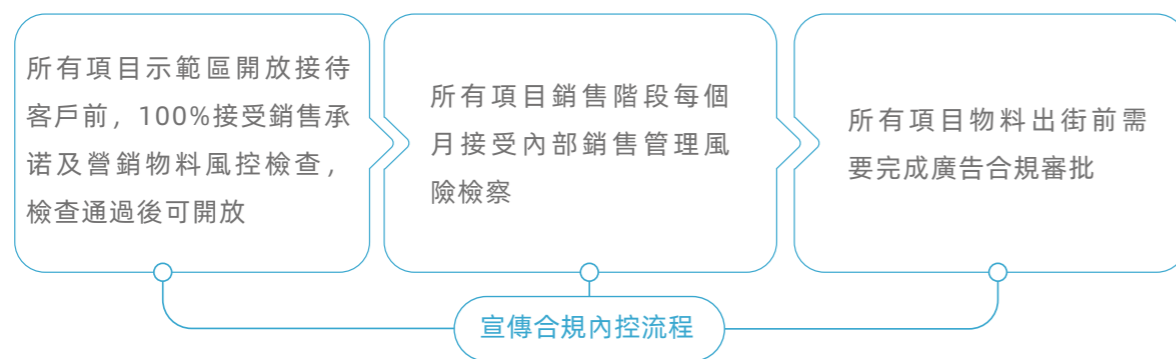 所有項目示範區開放接待
客戶前，100%接受銷售承
诺及營銷物料風控檢查，
檢查通過後可開放
所有項目銷售階段每個
月接受內部銷售管理風
險檢察
所有項目物料出街前需
要完成廣告合規審批
宣傳合規內控流程